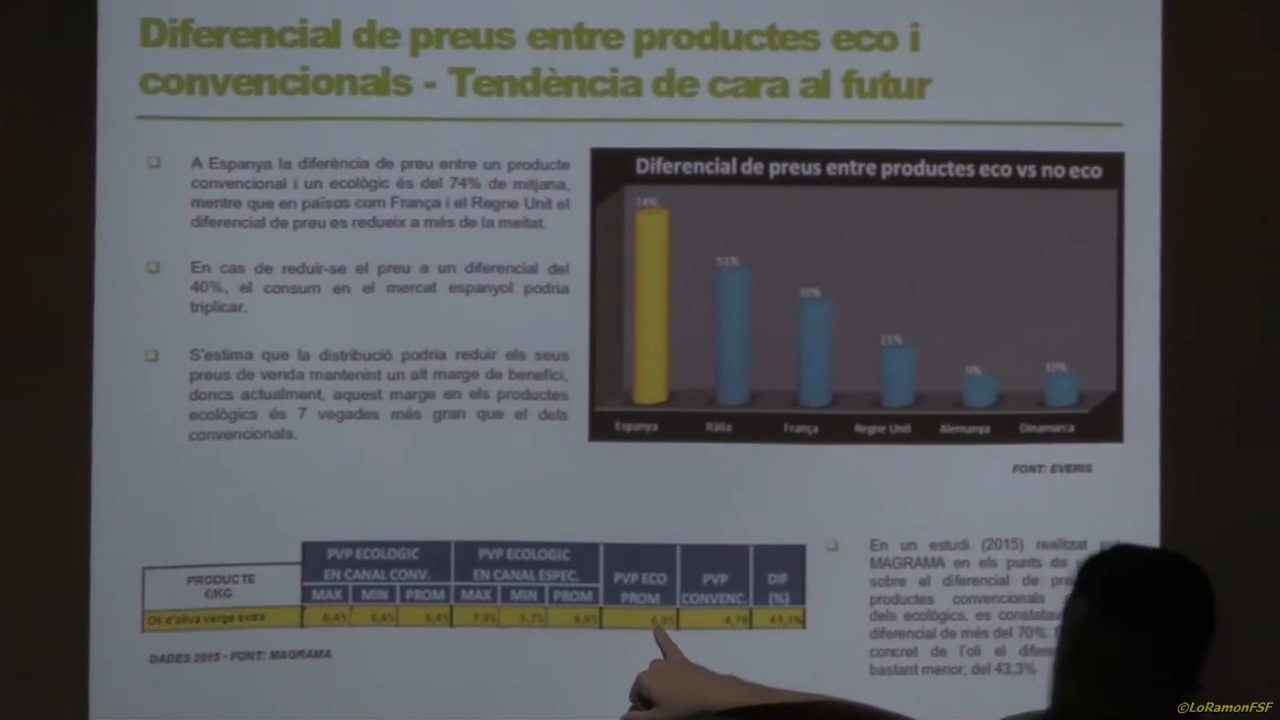 Diferencial de preus entre productes eco i
convencionals - Tendència de cara al futur
A Espanya la diferència de preu entre un producte
convencional i un ecològic és del 74% de mitjana,
mentre que en països com França i el Regne Unit el
diferencial de preu es redueix a més de la meitat.
En cas de reduir-se el preu a un diferencial del
40%, el consum en el mercat espanyol podria
triplicar.
S'estima que la distribució podria reduir els seus
preus de venda mantenint un alt marge de benefici,
doncs actualment, aquest marge en els productes
ecològics és 7 vegades més gran que el dels
convencionals.
Diferencial de preus entre productes eco vs no eco
74%
21%
9%
10%
Espanya Itàlia França Regne Unit Alemanya Dinamarca
FONT: EVERIS
PRODUCTE
€/KG
PVP ECOLOGIC
EN CANAL CONV.
PVP ECOLOGIC
EN CANAL ESPEC.
PVP ECO
PROM
PVP
CONVENC.
DIF
(%)
MAX MIN PROM MAX MIN PROM
Oli d'oliva verge extra 6,45 6,45 6,45 7,95 5,75 4,78 43,3%
DADES 2015 - FONT: MAGRAMA
En un estudi (2015) realitzat
MAGRAMA en els punts de
sobre el diferencial de
productes convencionals
dels ecològics, es
diferencial de més del 70%.
concret de l'oli el
bastant menor, del 43,3%
©LoRamonFSF